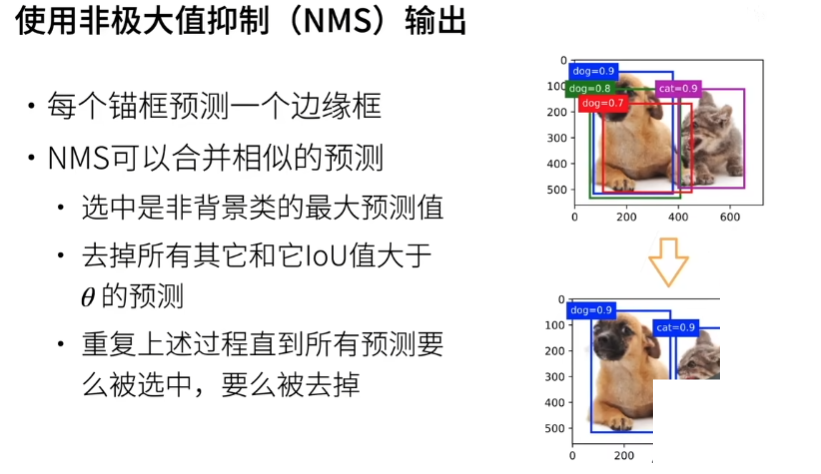 使用非极大值抑制（NMS）输出
• 每个锚框预测一个边缘框
• NMS可以合并相似的预测
• 选中是非背景类的最大预测值
• 去掉所有其它和它IoU值大于
θ 的预测
• 重复上述过程直到所有预测要
么被选中，要么被去掉
0
dog=0.9
100
dog=0.8
cat=0.9
dog=0.7
200
300
400
500
0 200 400 600
0
dog=0.9
100
cat=0.9
200
300
400
500
0 200